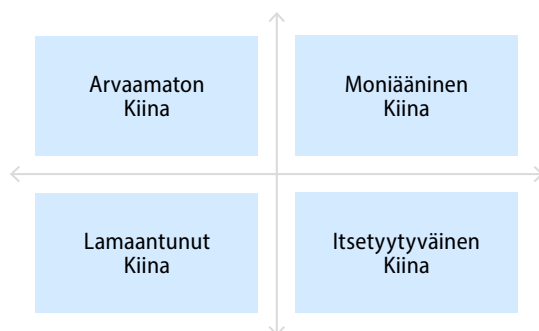 Arvaamaton
Kiina
Moniääninen
Kiina
Lamaantunut
Kiina
Itsetyytyväinen
Kiina